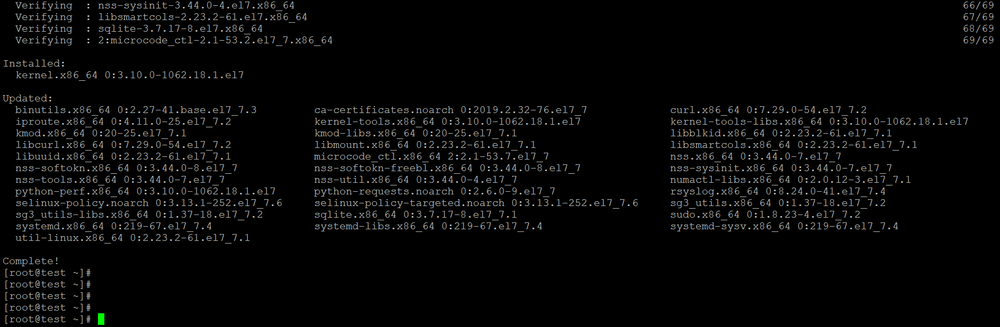 Verifying  : nss-sysinit-3.44.0-4.el7.x86_64 66/69
Verifying  : libsmartcols-2.23.2-61.el7.x86_64 67/69
Verifying  : sqlite-3.7.17-8.el7.x86_64 68/69
Verifying  : 2:microcode_ctl-2.1-53.2.el7_7.x86_64 69/69
Installed:
kernel.x86_64 0:3.10.0-1062.18.1.el7
Updated:
binutils.x86_64 0:2.27-41.base.el7_7.3 ca-certificates.noarch 0:2019.2.32-76.el7_7 curl.x86_64 0:7.29.0-54.el7_7.2
iproute.x86_64 0:4.11.0-25.el7_7.2 kernel-tools.x86_64 0:3.10.0-1062.18.1.el7 kernel-tools-libs.x86_64 0:3.10.0-1062.18.1.el7
kmod.x86_64 0:20-25.el7_7.1 kmod-libs.x86_64 0:20-25.el7_7.1 libblkid.x86_64 0:2.23.2-61.el7_7.1
libcurl.x86_64 0:7.29.0-54.el7_7.2 libmount.x86_64 0:2.23.2-61.el7_7.1 libsmartcols.x86_64 0:2.23.2-61.el7_7.1
libuuid.x86_64 0:2.23.2-61.el7_7.1 microcode_ctl.x86_64 2:2.1-53.7.el7_7 nss.x86_64 0:3.44.0-7.el7_7
nss-softokn.x86_64 0:3.44.0-8.el7_7 nss-softokn-freebl.x86_64 0:3.44.0-8.el7_7 nss-sysinit.x86_64 0:3.44.0-7.el7_7
nss-tools.x86_64 0:3.44.0-7.el7_7 nss-util.x86_64 0:3.44.0-4.el7_7 numactl-libs.x86_64 0:2.0.12-3.el7_7.1
python-perf.x86_64 0:3.10.0-1062.18.1.el7 python-requests.noarch 0:2.6.0-9.el7_7 rsyslog.x86_64 0:8.24.0-41.el7_7.4
selinux-policy.noarch 0:3.13.1-252.el7_7.6 selinux-policy-targeted.noarch 0:3.13.1-252.el7_7.6 sg3_utils.x86_64 0:1.37-18.el7_7.2
sg3_utils-libs.x86_64 0:1.37-18.el7_7.2 sqlite.x86_64 0:3.7.17-8.el7_7.1 sudo.x86_64 0:1.8.23-4.el7_7.2
systemd.x86_64 0:219-67.el7_7.4 systemd-libs.x86_64 0:219-67.el7_7.4 systemd-sysv.x86_64 0:219-67.el7_7.4
util-linux.x86_64 0:2.23.2-61.el7_7.1
Complete!
[root@test ~]#
[root@test ~]#
[root@test ~]#
[root@test ~]#
[root@test ~]#